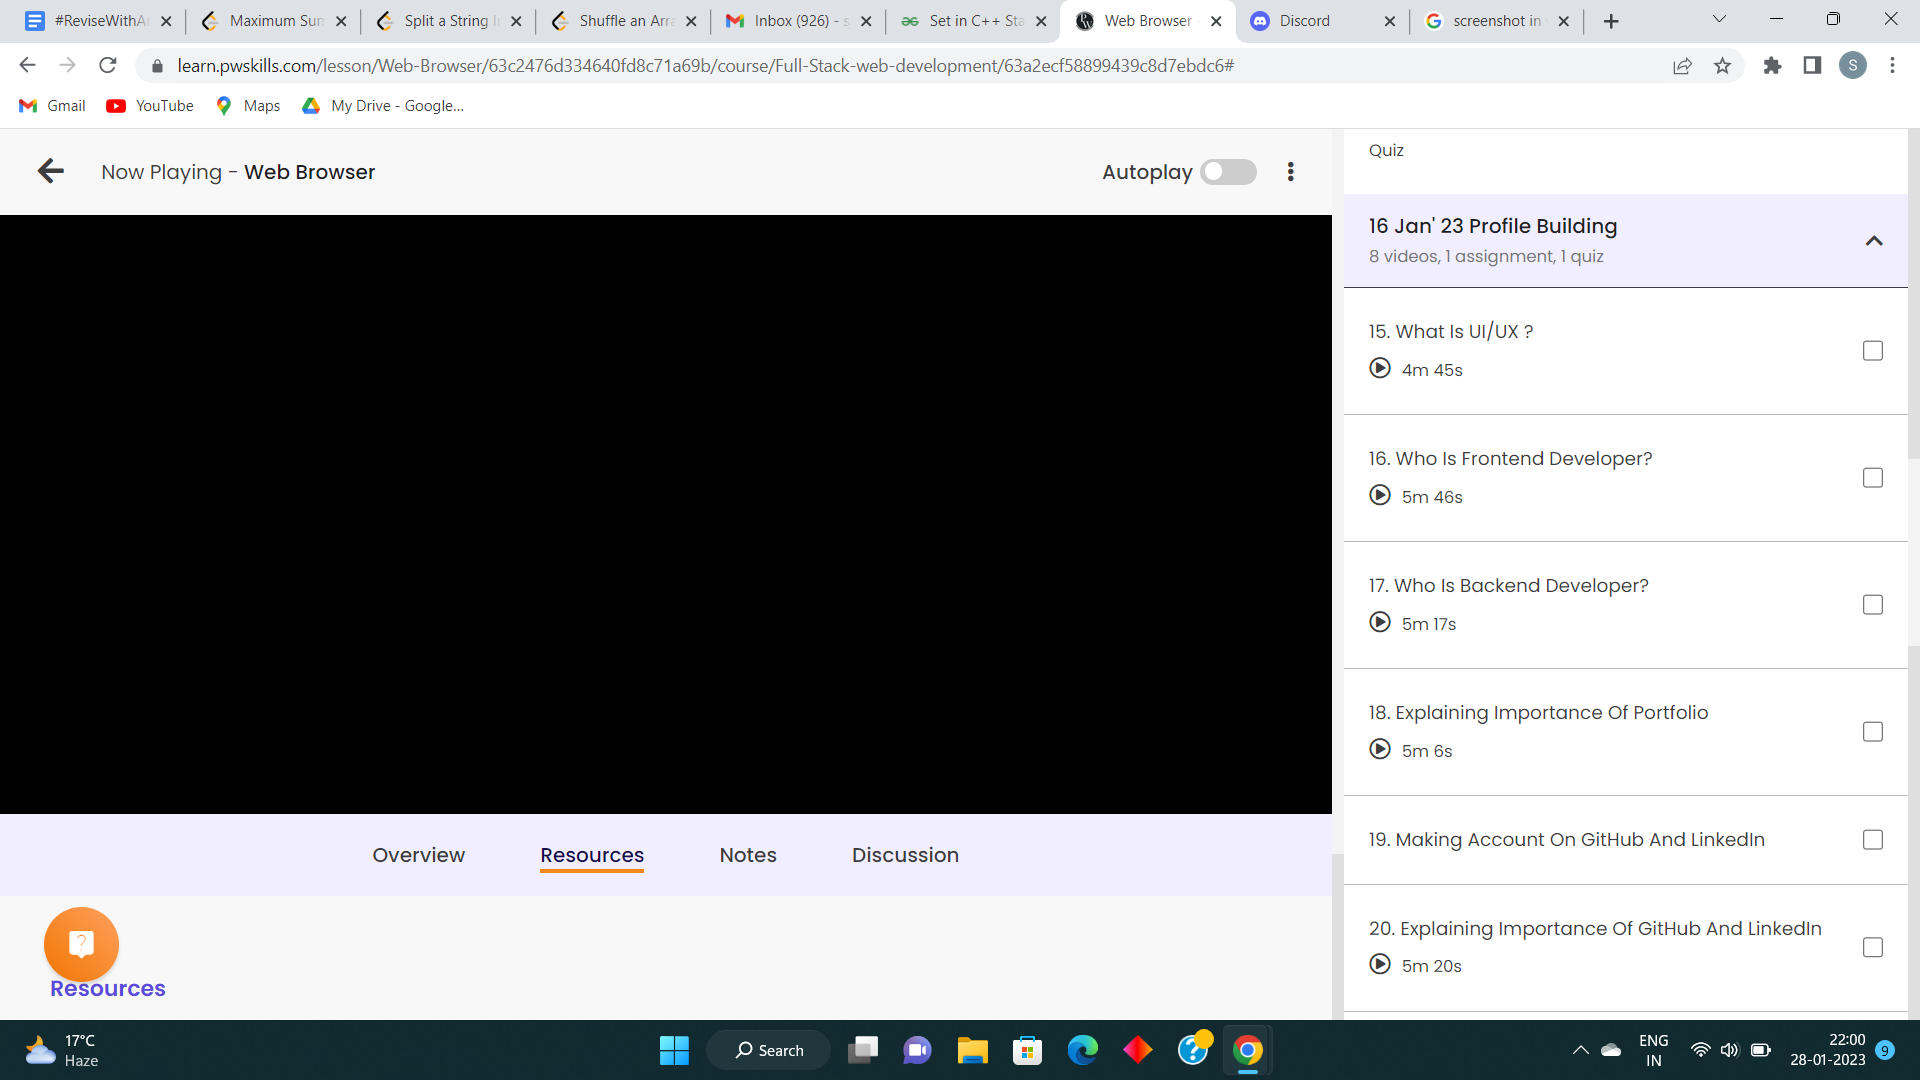 #ReviseWithA
Maximum Sum
Split a String I
Shuffle an Arra
Inbox (926) - s
Set in C++ Sta
Web Browser
Discord
screenshot in
learn.pwskills.com/lesson/Web-Browser/63c2476d334640fd8c71a69b/course/Full-Stack-web-development/63a2ecf58899439c8d7ebdc6#
S
Gmail
YouTube
Maps
My Drive - Google...
Now Playing - Web Browser
Autoplay
Overview
Resources
Notes
Discussion
?
Resources
Quiz
16 Jan' 23 Profile Building
8 videos, 1 assignment, 1 quiz
15. What Is UI/UX ?
4m 45s
16. Who Is Frontend Developer?
5m 46s
17. Who Is Backend Developer?
5m 17s
18. Explaining Importance Of Portfolio
5m 6s
19. Making Account On GitHub And LinkedIn
20. Explaining Importance Of GitHub And LinkedIn
5m 20s
17°C
Haze
Search
ENG
IN
22:00
28-01-2023
9